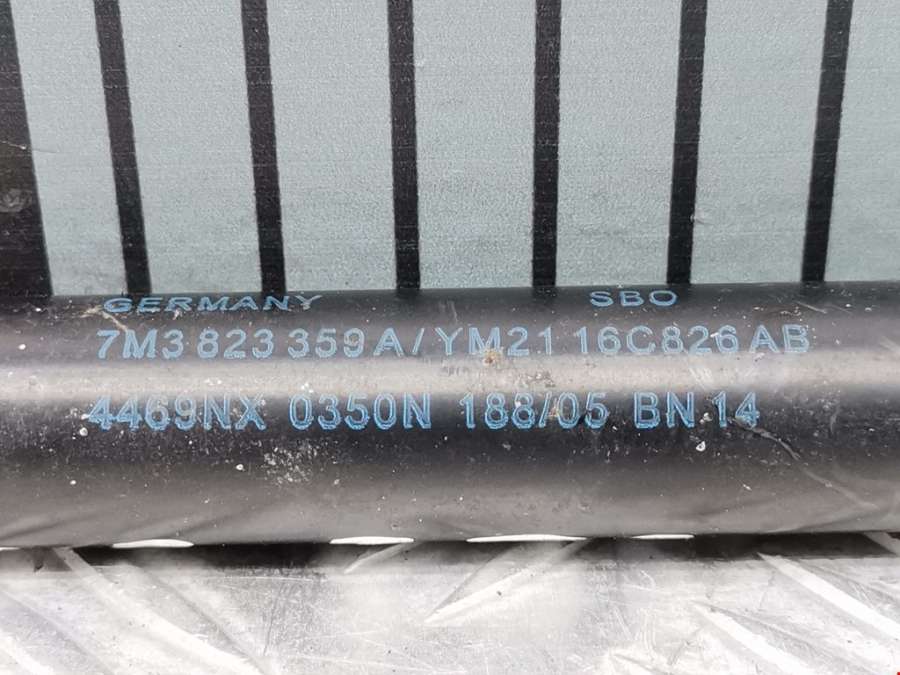 GERMANY SBO
7M3 823 359 A / YM21 16C826 AB
4469NX 0350N 188/05 BN 14